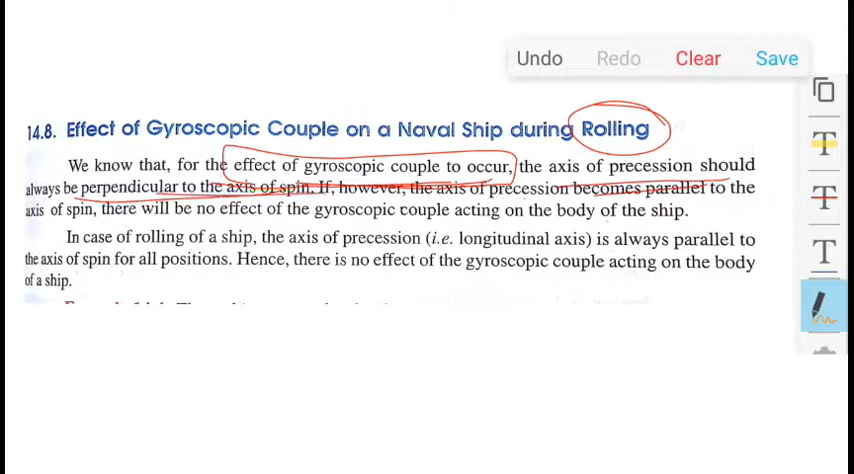 Undo Redo Clear Save
14.8. Effect of Gyroscopic Couple on a Naval Ship during Rolling
We know that, for the effect of gyroscopic couple to occur, the axis of precession should
always be perpendicular to the axis of spin. If, however, the axis of precession becomes parallel to the
axis of spin, there will be no effect of the gyroscopic couple acting on the body of the ship.
In case of rolling of a ship, the axis of precession (i.e. longitudinal axis) is always parallel to
the axis of spin for all positions. Hence, there is no effect of the gyroscopic couple acting on the body
of a ship.
T
T
T